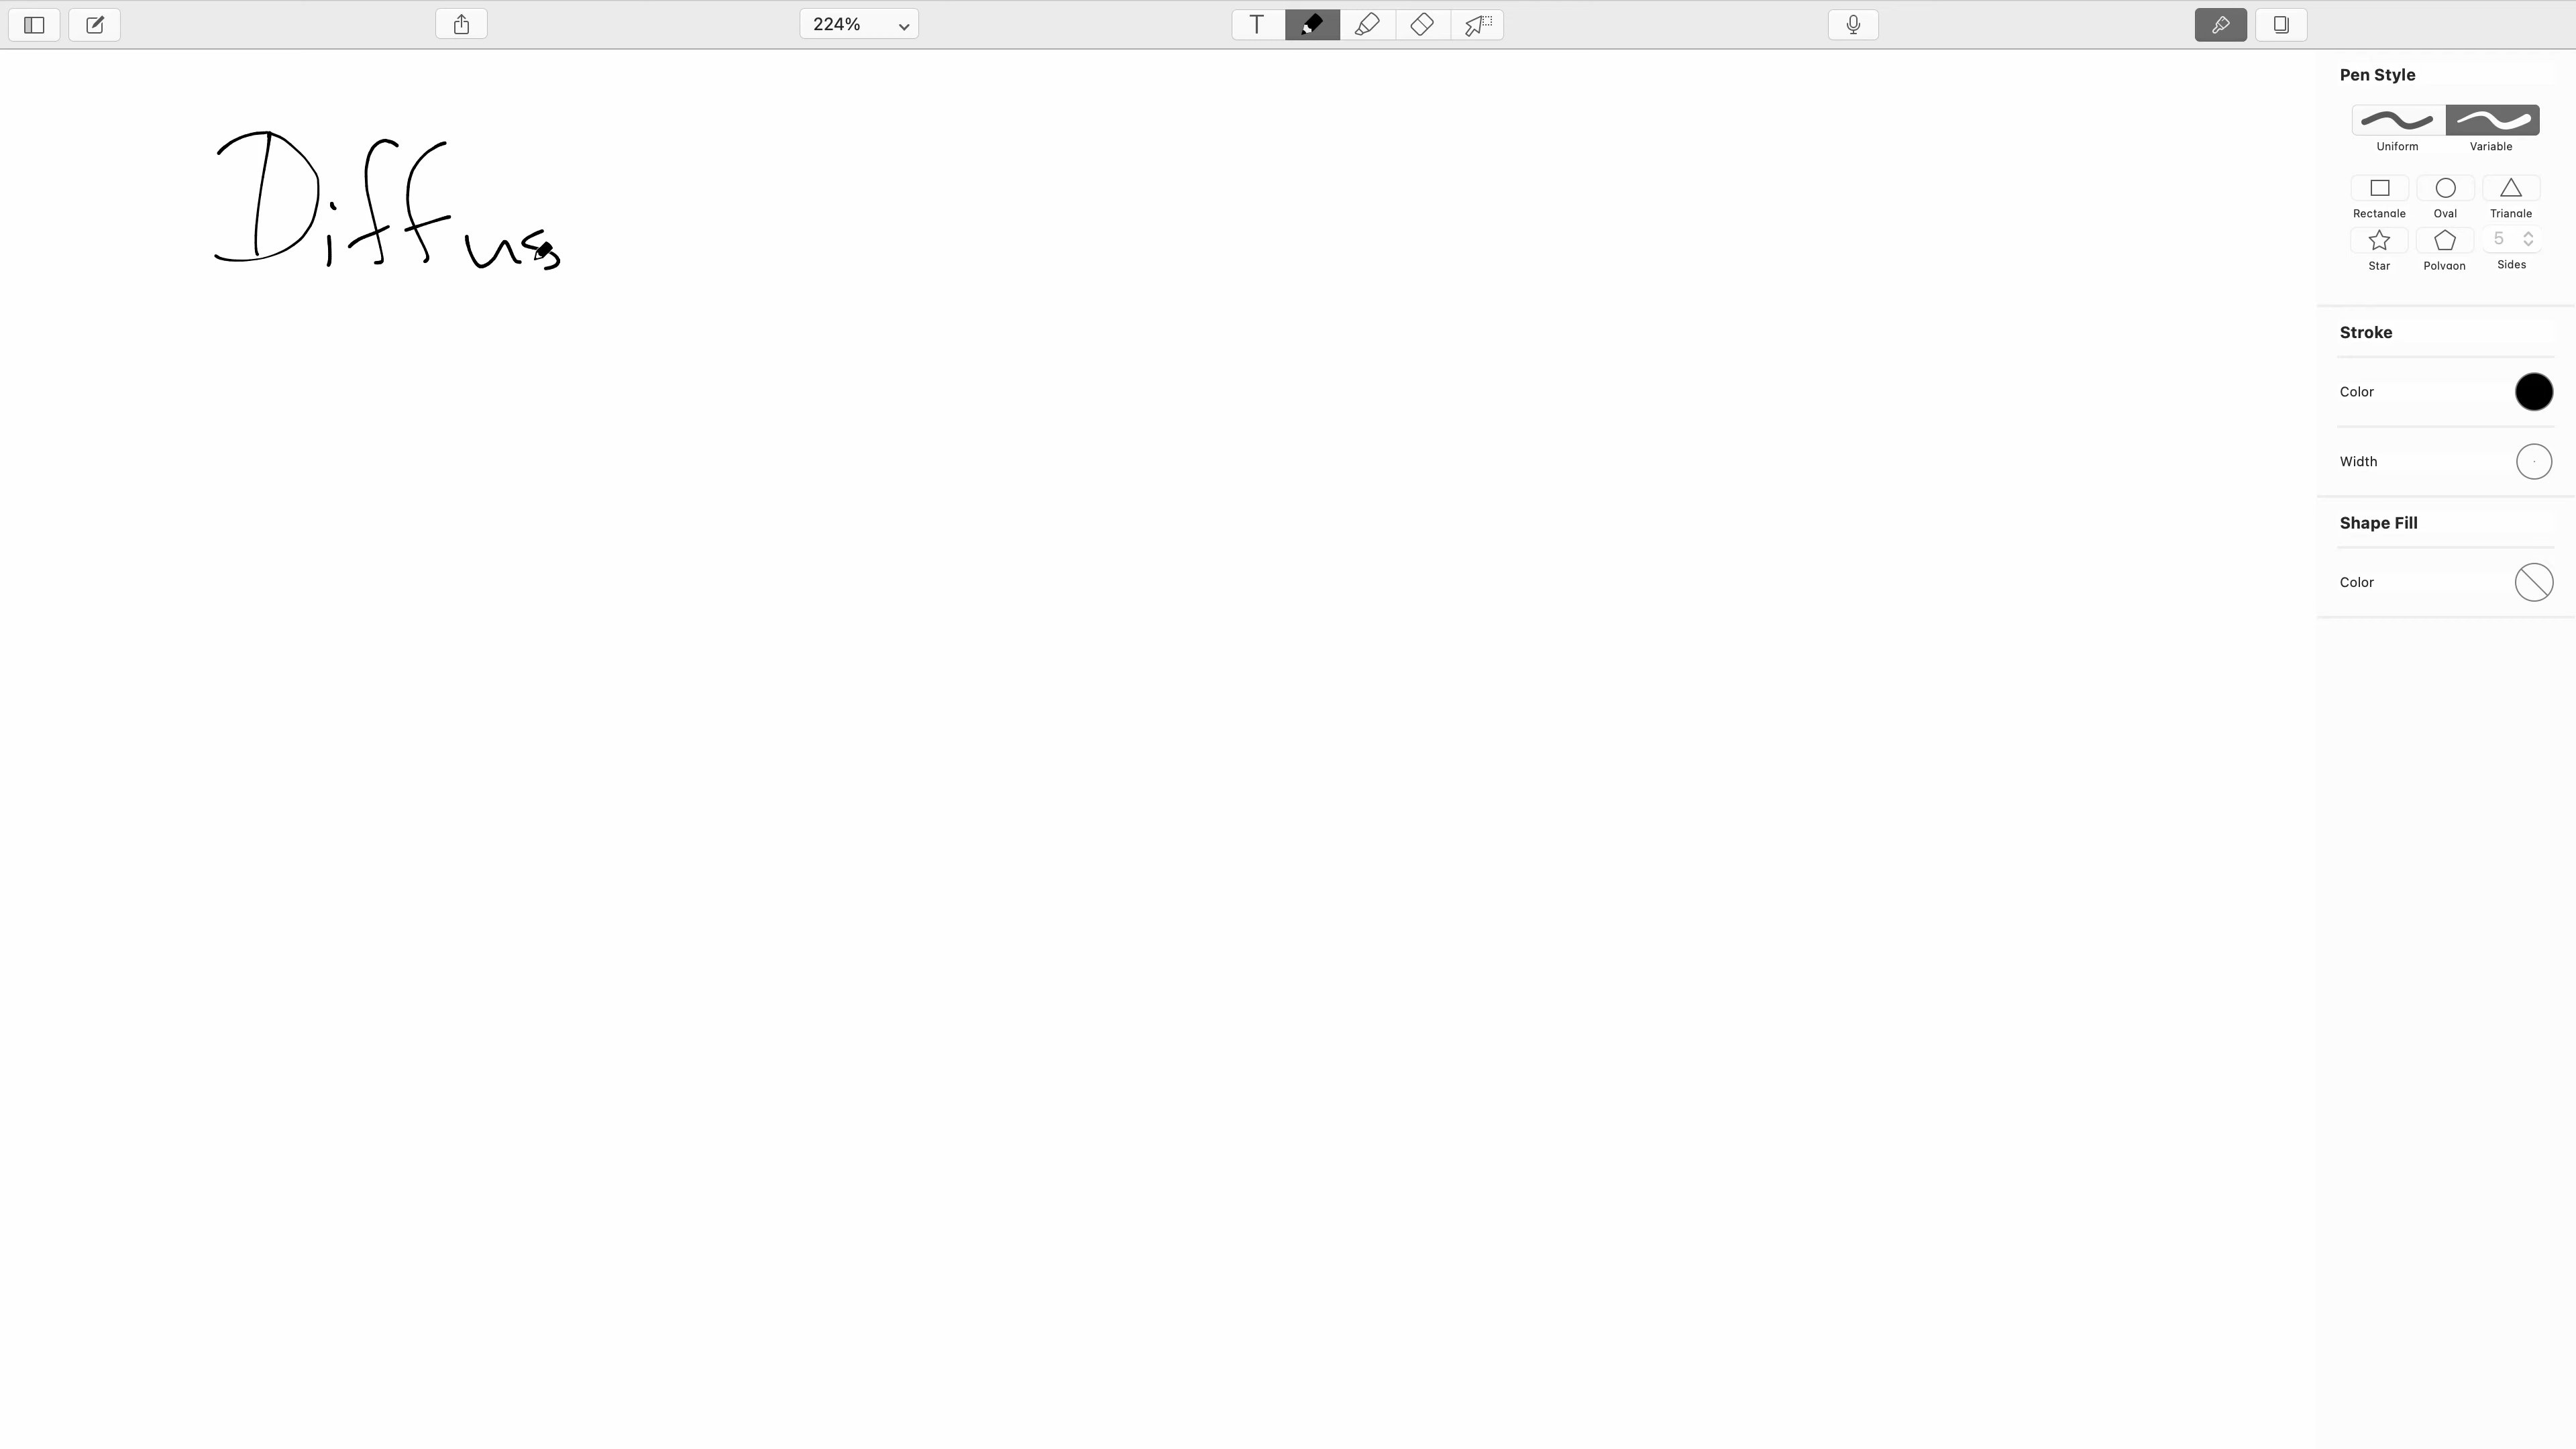 224%
T
Pen Style
Uniform Variable
Rectangle Oval Triangle
5
Star Polygon Sides
Stroke
Color
Width
Shape Fill
Color
Diffus